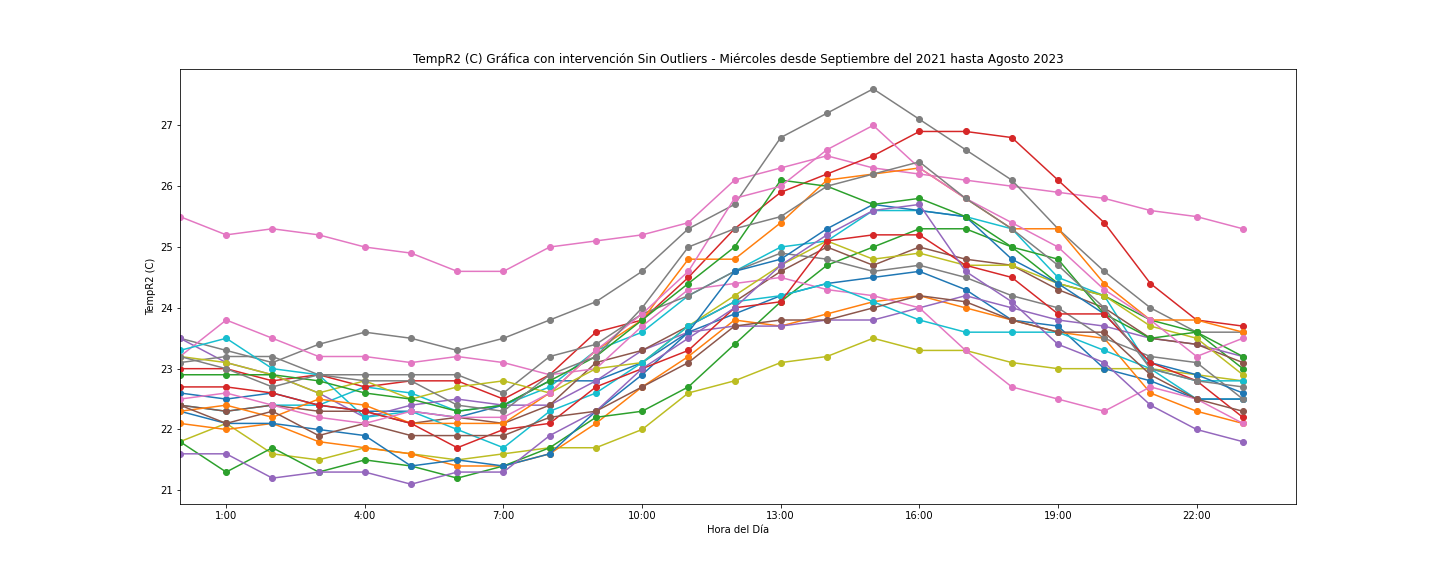 TempR2 (C) Gráfica con intervención Sin Outliers - Miércoles desde Septiembre del 2021 hasta Agosto 2023
27
26
25
24
23
22
21
TempR2 (C)
1:00 4:00 7:00 10:00 13:00 16:00 19:00 22:00
Hora del Día